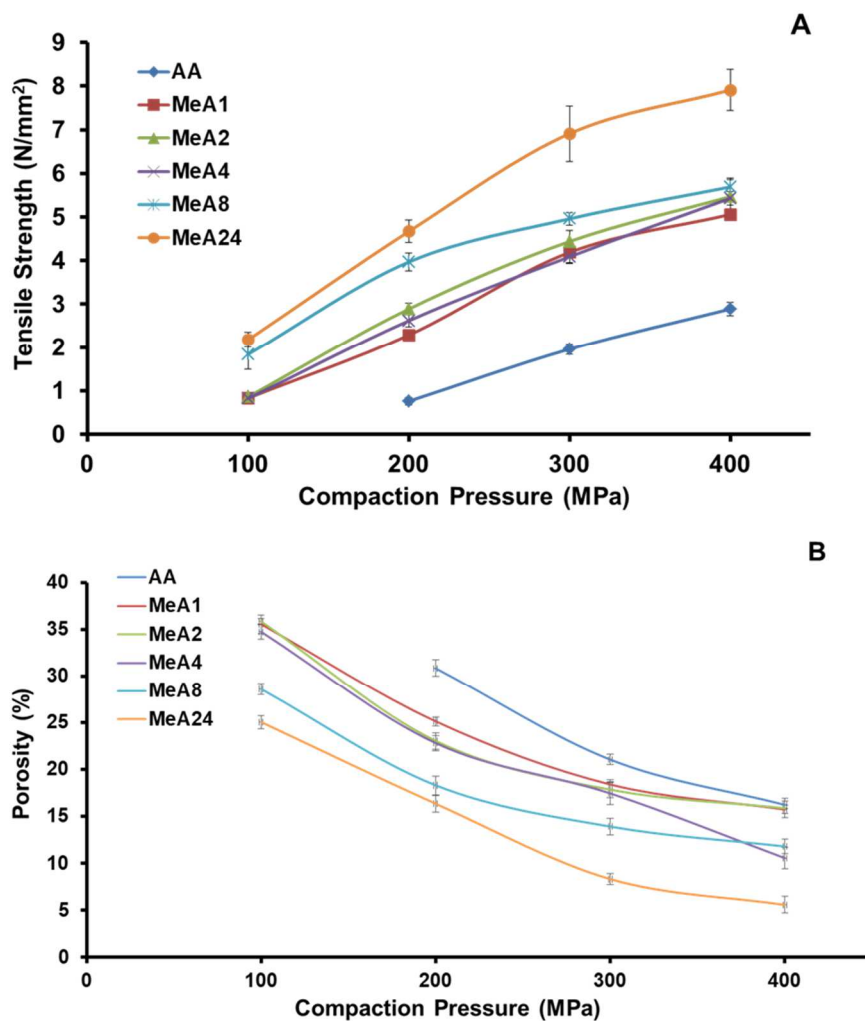 A
9
8
7
6
5
4
3
2
1
0
Tensile Strength (N/mm²)
AA
MeA1
MeA2
MeA4
MeA8
MeA24
0 100 200 300 400
Compaction Pressure (MPa)
B
40
35
30
25
20
15
10
5
0
Porosity (%)
AA
MeA1
MeA2
MeA4
MeA8
MeA24
0 100 200 300 400
Compaction Pressure (MPa)